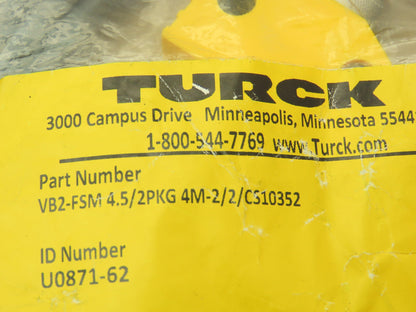 TURCK
3000 Campus Drive Minneapolis, Minnesota 5544
1-800-544-7769 www.Turck.com
Part Number
VB2-FSM 4.5/2PKG 4M-2/2/CS10352
ID Number
U0871-62